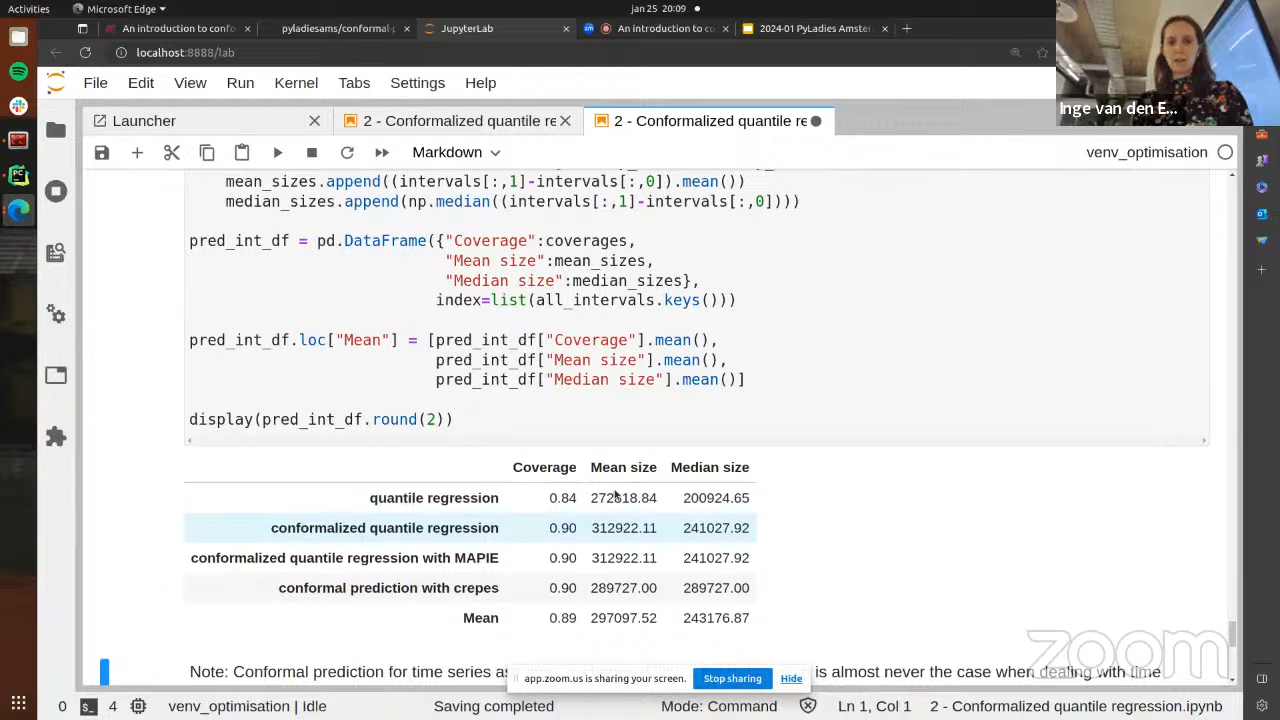 Activities
Microsoft Edge
jan 25 20:09
An introduction to confo
pyladiesams/conformal-p
JupyterLab
An introduction to co
2024-01 PyLadies Amster
localhost:8888/lab
Inge van den E...
File Edit View Run Kernel Tabs Settings Help
Launcher
2 - Conformalized quantile re
2 - Conformalized quantile re
Markdown
venv_optimisation
mean_sizes.append((intervals[:,1]-intervals[:,0]).mean())
median_sizes.append(np.median((intervals[:,1]-intervals[:,0])))
pred_int_df = pd.DataFrame({"Coverage":coverages,
"Mean size":mean_sizes,
"Median size":median_sizes},
index=list(all_intervals.keys()))
pred_int_df.loc["Mean"] = [pred_int_df["Coverage"].mean(),
pred_int_df["Mean size"].mean(),
pred_int_df["Median size"].mean()]
display(pred_int_df.round(2))
Coverage Mean size Median size
quantile regression 0.84 272618.84 200924.65
conformalized quantile regression 0.90 312922.11 241027.92
conformalized quantile regression with MAPIE 0.90 312922.11 241027.92
conformal prediction with crepes 0.90 289727.00 289727.00
Mean 0.89 297097.52 243176.87
zoom
Note: Conformal prediction for time series as is almost never the case when dealing with time
app.zoom.us is sharing your screen. Stop sharing Hide
0 4 venv_optimisation | Idle Saving completed Mode: Command Ln 1, Col 1 2 - Conformalized quantile regression.ipynb